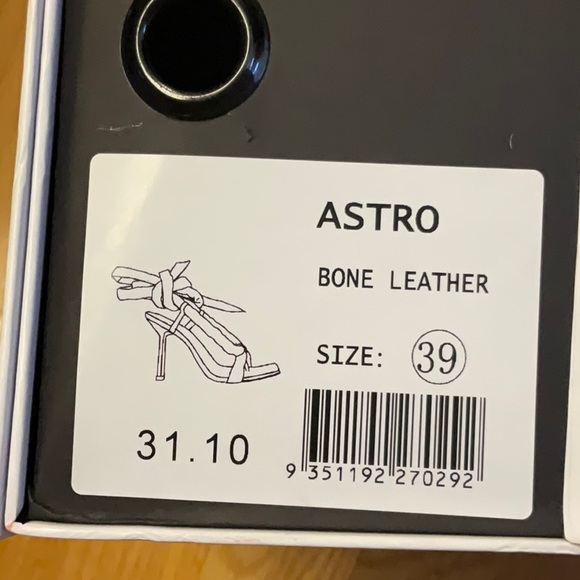 ASTRO
BONE LEATHER
SIZE: 39
31.10
9 351192 270292